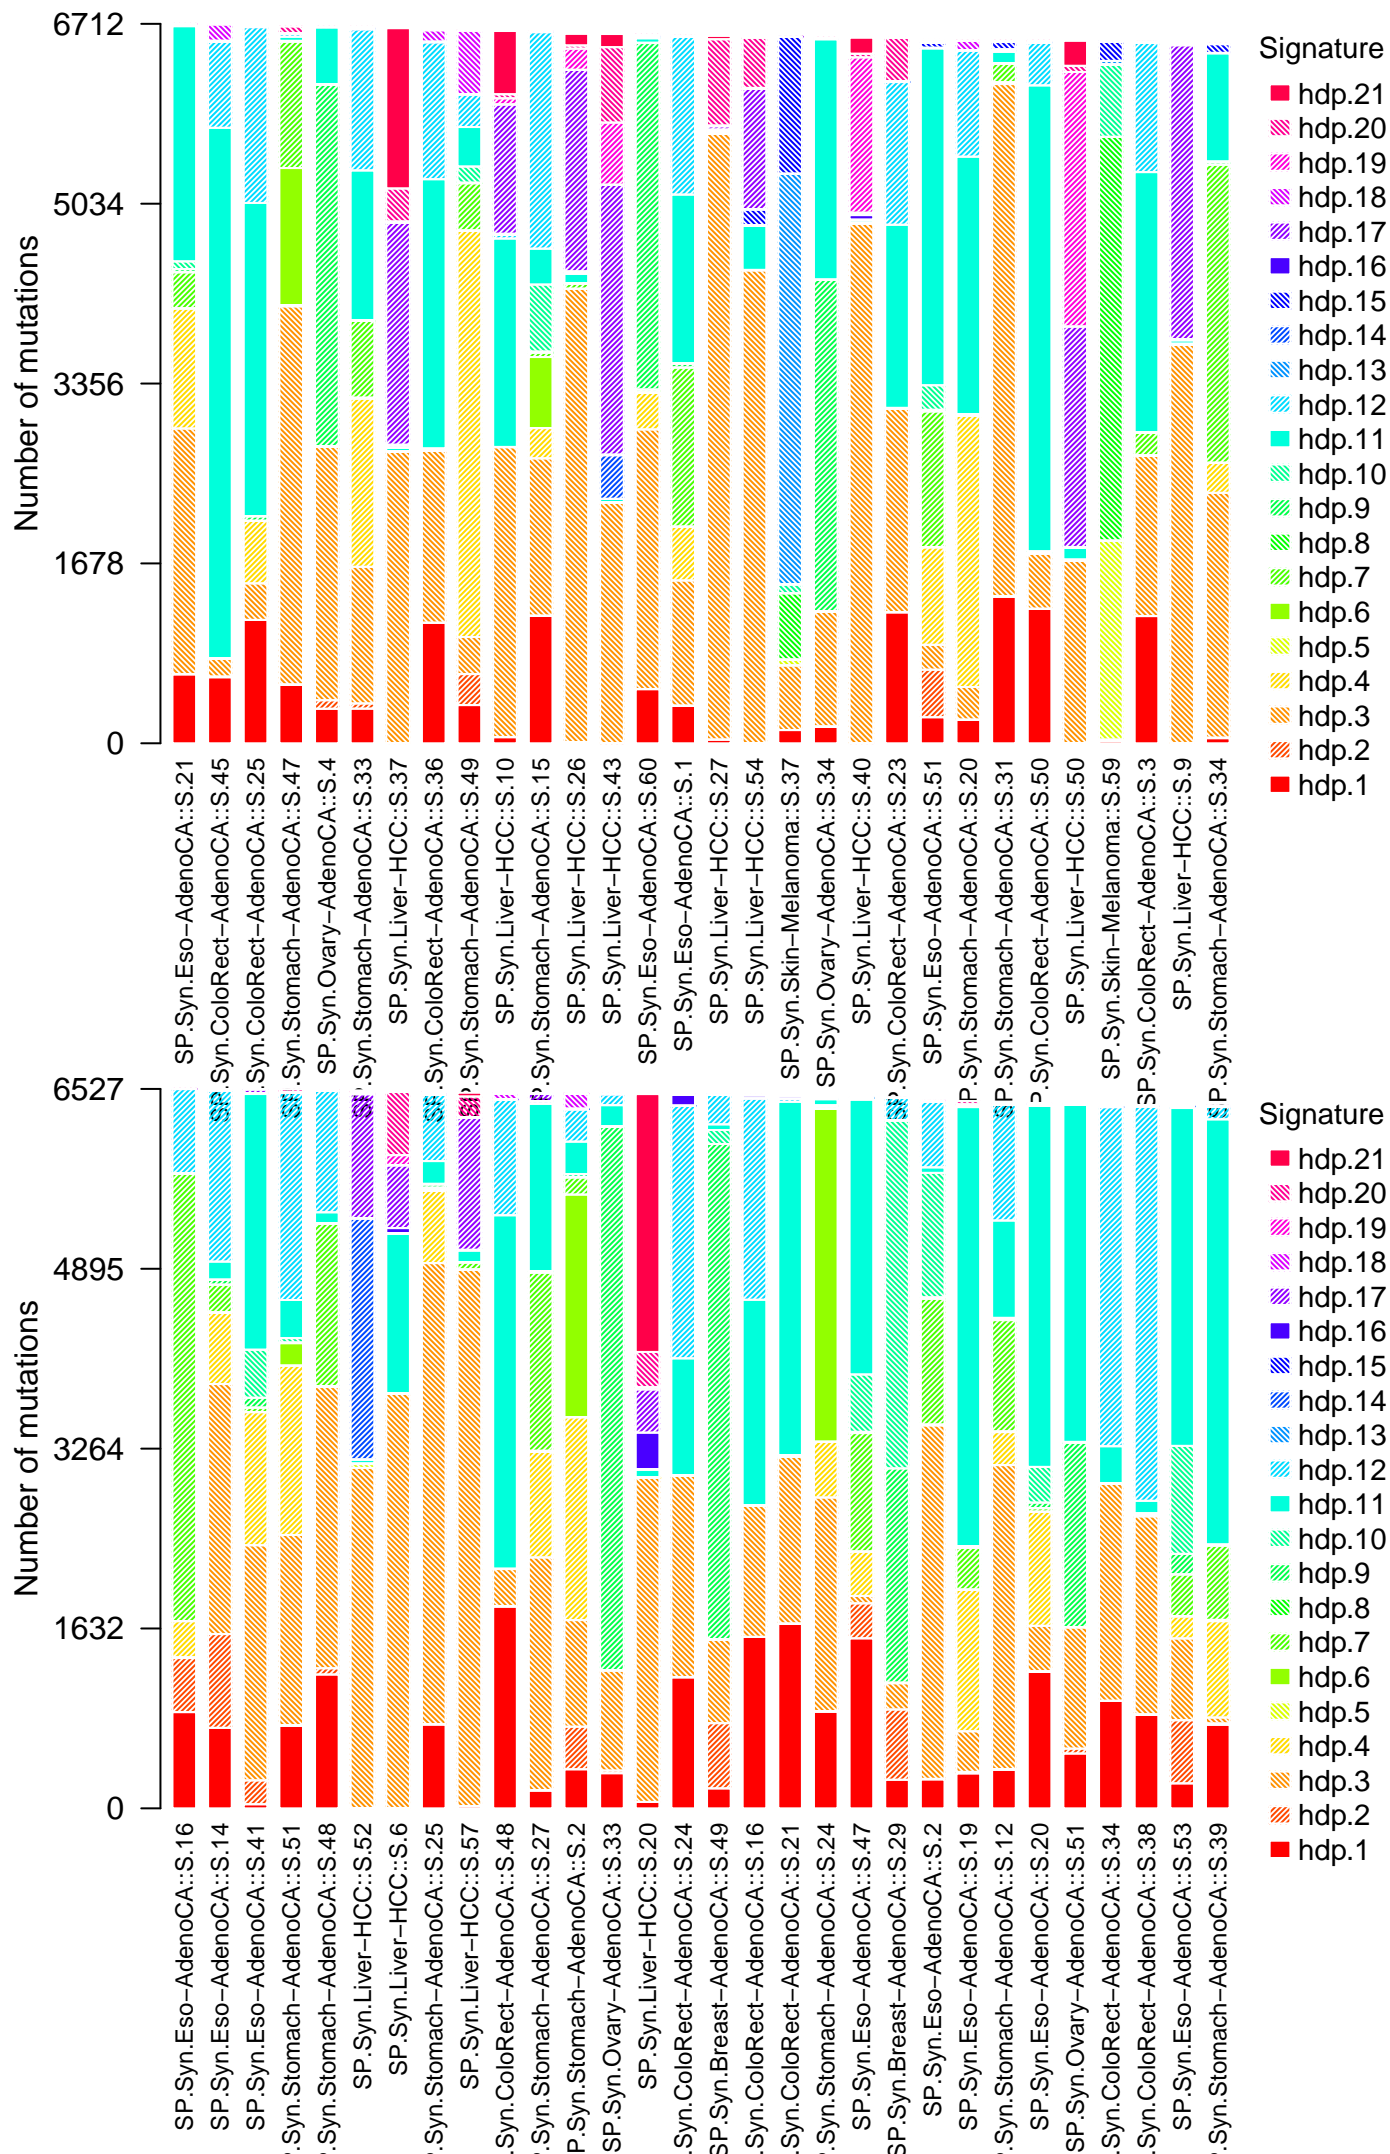 Number of mutations
6712
5034
3356
1678
0
Signature
hdp.21
hdp.20
hdp.19
hdp.18
hdp.17
hdp.16
hdp.15
hdp.14
hdp.13
hdp.12
hdp.11
hdp.10
hdp.9
hdp.8
hdp.7
hdp.6
hdp.5
hdp.4
hdp.3
hdp.2
hdp.1
SP.Syn.Eso−AdenoCA::S.21
SP.Syn.ColoRect−AdenoCA::S.45
SP.Syn.ColoRect−AdenoCA::S.25
SP.Syn.Stomach−AdenoCA::S.47
SP.Syn.Ovary−AdenoCA::S.4
SP.Syn.Stomach−AdenoCA::S.33
SP.Syn.Liver−HCC::S.37
SP.Syn.ColoRect−AdenoCA::S.36
SP.Syn.Stomach−AdenoCA::S.49
SP.Syn.Liver−HCC::S.10
SP.Syn.Stomach−AdenoCA::S.15
SP.Syn.Liver−HCC::S.26
SP.Syn.Liver−HCC::S.43
SP.Syn.Eso−AdenoCA::S.60
SP.Syn.Eso−AdenoCA::S.1
SP.Syn.Liver−HCC::S.27
SP.Syn.Liver−HCC::S.54
SP.Syn.Skin−Melanoma::S.37
SP.Syn.Ovary−AdenoCA::S.34
SP.Syn.Liver−HCC::S.40
SP.Syn.ColoRect−AdenoCA::S.23
SP.Syn.Eso−AdenoCA::S.51
SP.Syn.Stomach−AdenoCA::S.20
SP.Syn.Stomach−AdenoCA::S.31
SP.Syn.ColoRect−AdenoCA::S.50
SP.Syn.Liver−HCC::S.50
SP.Syn.Skin−Melanoma::S.59
SP.Syn.ColoRect−AdenoCA::S.3
SP.Syn.Liver−HCC::S.9
SP.Syn.Stomach−AdenoCA::S.34
Number of mutations
6527
4895
3264
1632
0
Signature
hdp.21
hdp.20
hdp.19
hdp.18
hdp.17
hdp.16
hdp.15
hdp.14
hdp.13
hdp.12
hdp.11
hdp.10
hdp.9
hdp.8
hdp.7
hdp.6
hdp.5
hdp.4
hdp.3
hdp.2
hdp.1
SP.Syn.Eso−AdenoCA::S.16
SP.Syn.Eso−AdenoCA::S.14
SP.Syn.Eso−AdenoCA::S.41
P.Syn.Stomach−AdenoCA::S.51
.Syn.Stomach−AdenoCA::S.48
SP.Syn.Liver−HCC::S.52
SP.Syn.Liver−HCC::S.6
P.Syn.Stomach−AdenoCA::S.25
SP.Syn.Liver−HCC::S.57
.Syn.ColoRect−AdenoCA::S.48
P.Syn.Stomach−AdenoCA::S.27
P.Syn.Stomach−AdenoCA::S.2
SP.Syn.Ovary−AdenoCA::S.33
SP.Syn.Liver−HCC::S.20
.Syn.ColoRect−AdenoCA::S.24
SP.Syn.Breast−AdenoCA::S.49
.Syn.ColoRect−AdenoCA::S.16
.Syn.ColoRect−AdenoCA::S.21
P.Syn.Stomach−AdenoCA::S.24
SP.Syn.Eso−AdenoCA::S.47
SP.Syn.Breast−AdenoCA::S.29
SP.Syn.Eso−AdenoCA::S.2
SP.Syn.Eso−AdenoCA::S.19
P.Syn.Stomach−AdenoCA::S.12
SP.Syn.Eso−AdenoCA::S.20
SP.Syn.Ovary−AdenoCA::S.51
.Syn.ColoRect−AdenoCA::S.34
.Syn.ColoRect−AdenoCA::S.38
SP.Syn.Eso−AdenoCA::S.53
P.Syn.Stomach−AdenoCA::S.39